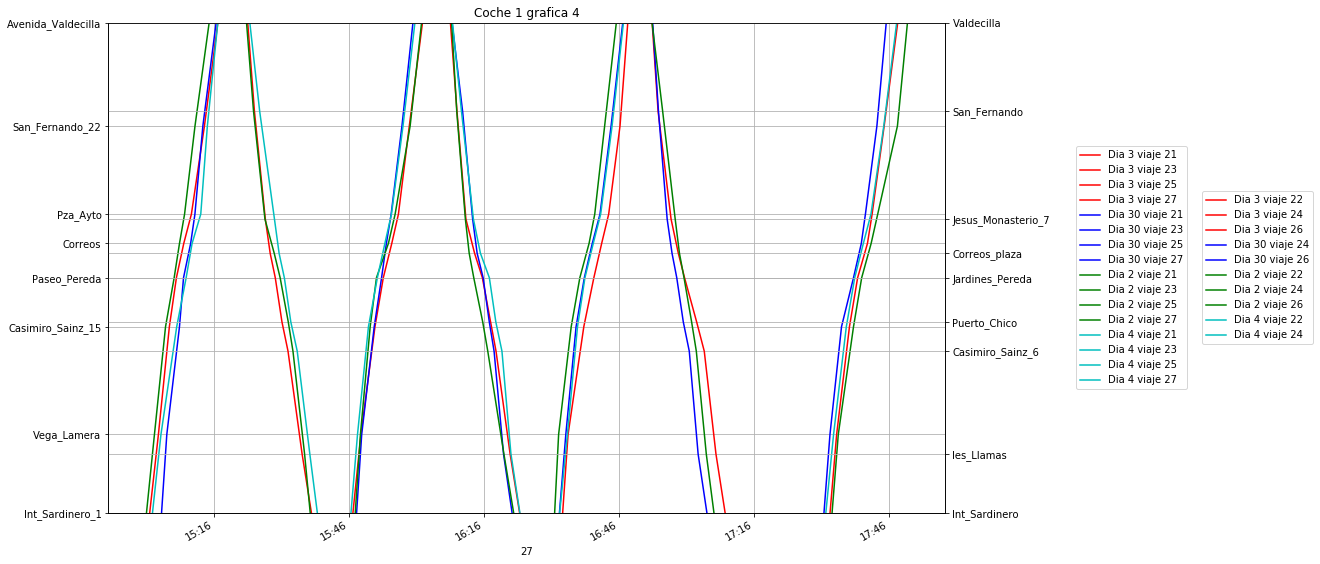 Coche 1 grafica 4
Avenida_Valdecilla
San_Fernando_22
Pza_Ayto
Correos
Paseo_Pereda
Casimiro_Sainz_15
Vega_Lamera
Int_Sardinero_1
Valdecilla
San_Fernando
Jesus_Monasterio_7
Correos_plaza
Jardines_Pereda
Puerto_Chico
Casimiro_Sainz_6
Ies_Llamas
Int_Sardinero
15:16
15:46
16:16
16:46
17:16
17:46
27
Dia 3 viaje 21
Dia 3 viaje 23
Dia 3 viaje 25
Dia 3 viaje 27
Dia 30 viaje 21
Dia 30 viaje 23
Dia 30 viaje 25
Dia 30 viaje 27
Dia 2 viaje 21
Dia 2 viaje 23
Dia 2 viaje 25
Dia 2 viaje 27
Dia 4 viaje 21
Dia 4 viaje 23
Dia 4 viaje 25
Dia 4 viaje 27
Dia 3 viaje 22
Dia 3 viaje 24
Dia 3 viaje 26
Dia 30 viaje 24
Dia 30 viaje 26
Dia 2 viaje 22
Dia 2 viaje 24
Dia 2 viaje 26
Dia 4 viaje 22
Dia 4 viaje 24